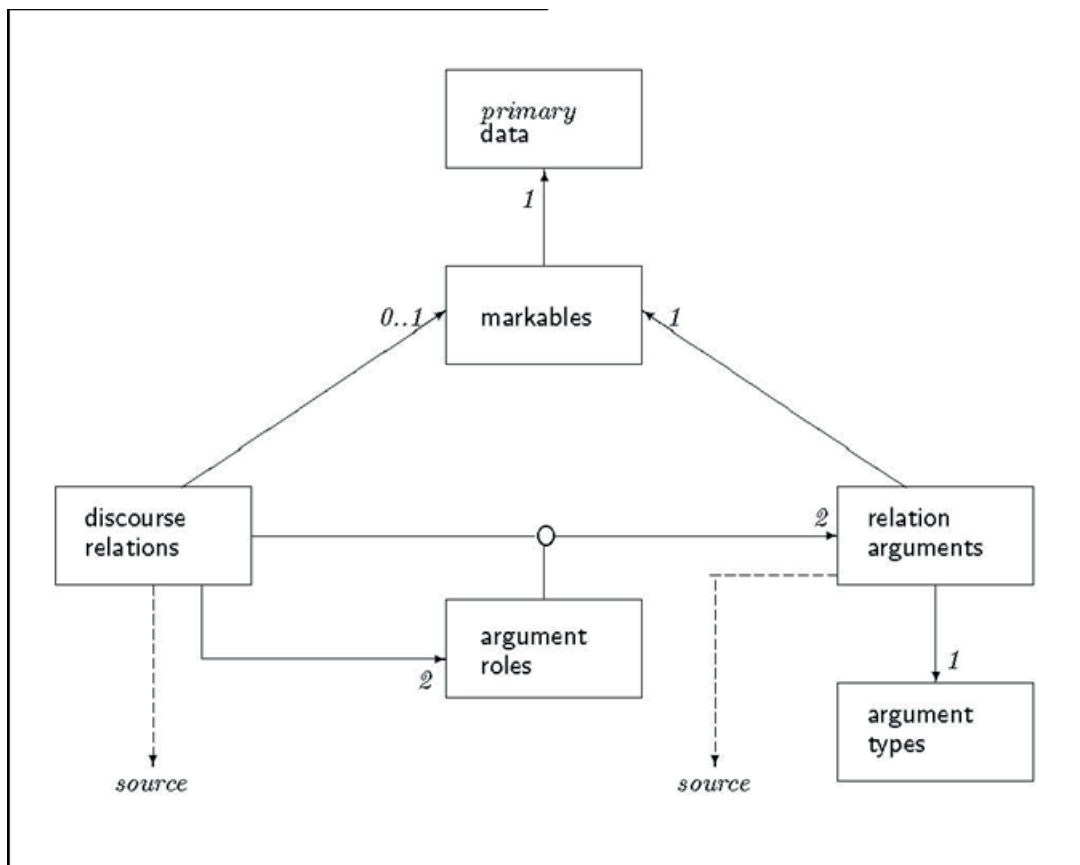 primary
data
1
markables
0..1
1
discourse
relations
2
relation
arguments
argument
roles
2
1
argument
types
source
source